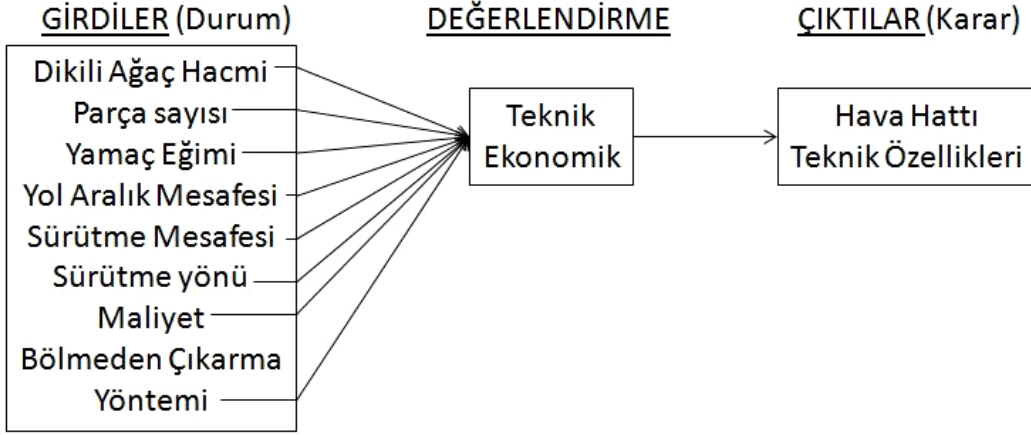 GİRDİLER (Durum)
DEĞERLENDİRME
ÇIKTILAR (Karar)
Dikili Ağaç Hacmi
Parça sayısı
Yamaç Eğimi
Yol Aralık Mesafesi
Sürütme Mesafesi
Sürütme yönü
Maliyet
Bölmeden Çıkarma
Yöntemi
Teknik
Ekonomik
Hava Hattı
Teknik Özellikleri